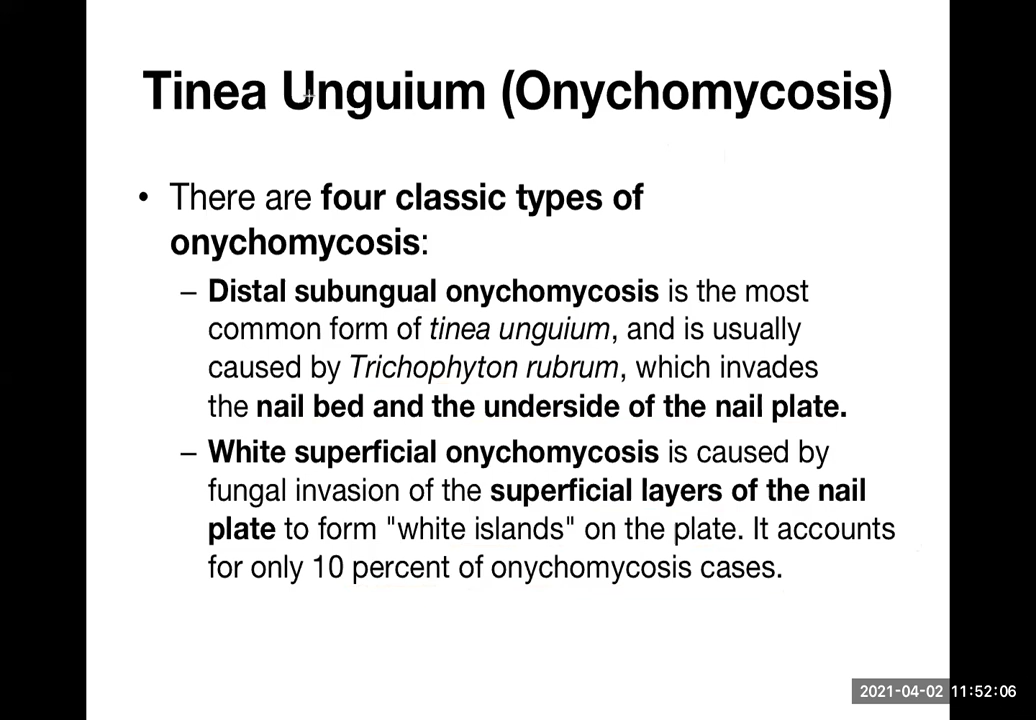 Tinea Unguium (Onychomycosis)
• There are four classic types of
onychomycosis:
– Distal subungual onychomycosis is the most
common form of tinea unguium, and is usually
caused by Trichophyton rubrum, which invades
the nail bed and the underside of the nail plate.
– White superficial onychomycosis is caused by
fungal invasion of the superficial layers of the nail
plate to form "white islands" on the plate. It accounts
for only 10 percent of onychomycosis cases.
2021-04-02 11:52:06